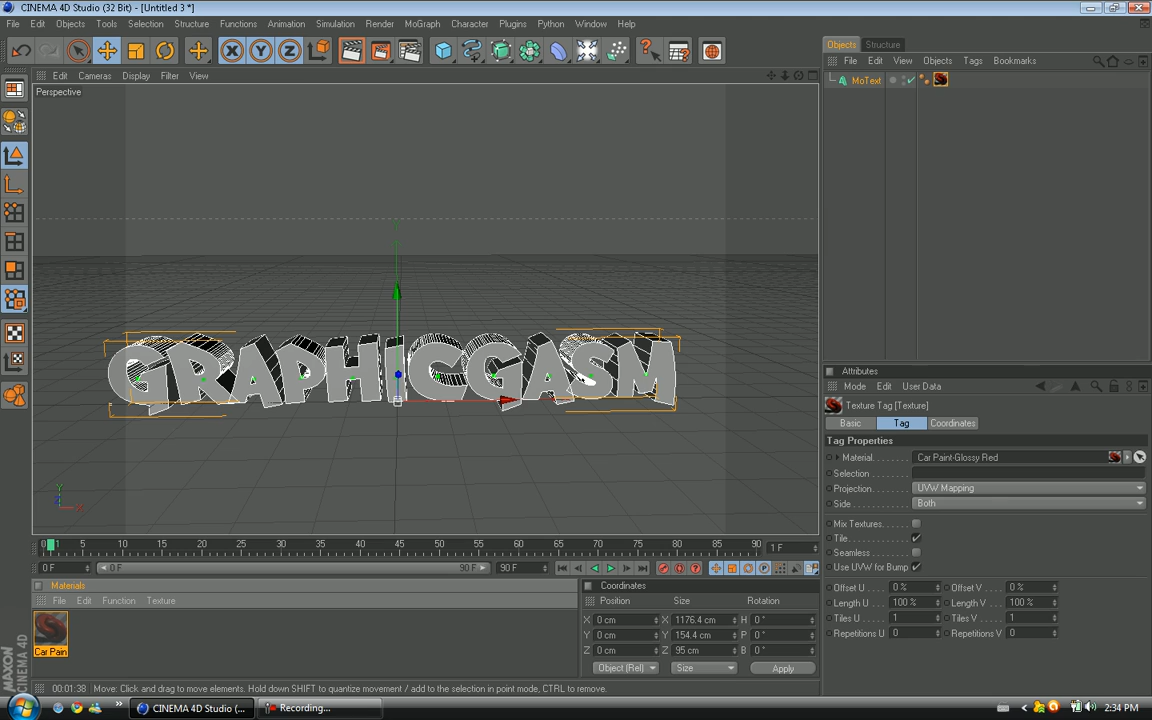 CINEMA 4D Studio (32 Bit) - [Untitled 3 *]
File Edit Objects Tools Selection Structure Functions Animation Simulation Render MoGraph Character Plugins Python Window Help
Edit Cameras Display Filter View
Perspective
GRAPHICGASM
Y
X
0 1 5 10 15 20 25 30 35 40 45 50 55 60 65 70 75 80 85 90 1 F
0 F 0 F 90 F 90 F
Materials
File Edit Function Texture
Car Pain
Coordinates
Position Size Rotation
X 0 cm X 1176.4 cm H 0 °
Y 0 cm Y 154.4 cm P 0 °
Z 0 cm Z 95 cm B 0 °
Object (Rel) Size Apply
MAXON
CINEMA 4D
00:01:38 Move: Click and drag to move elements. Hold down SHIFT to quantize movement / add to the selection in point mode, CTRL to remove.
Objects Structure
File Edit View Objects Tags Bookmarks
MoText
Attributes
Mode Edit User Data
Texture Tag [Texture]
Basic Tag Coordinates
Tag Properties
Material. Car Paint-Glossy Red
Selection
Projection UVW Mapping
Side Both
Mix Textures
Tile
Seamless
Use UVW for Bump
Offset U 0 % Offset V 0 %
Length U 100 % Length V 100 %
Tiles U 1 Tiles V 1
Repetitions U 0 Repetitions V 0
CINEMA 4D Studio (... Recording... 2:34 PM